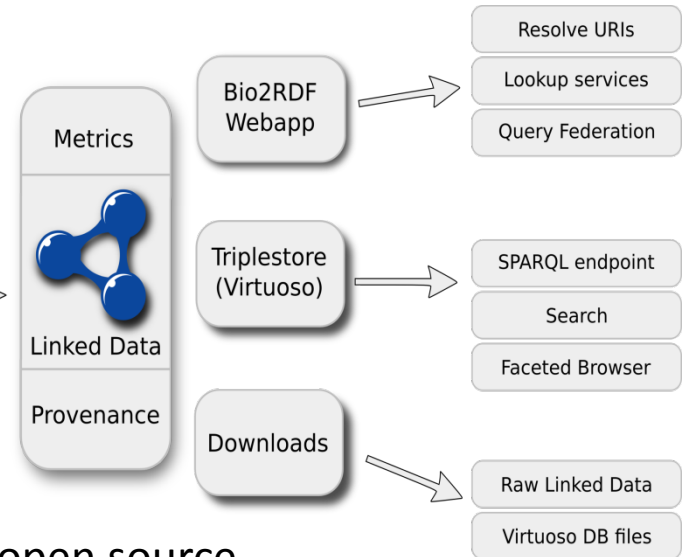 Metrics
Linked Data
Provenance
Bio2RDF
Webapp
Resolve URIs
Lookup services
Query Federation
Triplestore
(Virtuoso)
SPARQL endpoint
Search
Faceted Browser
Downloads
Raw Linked Data
Virtuoso DB files
open source